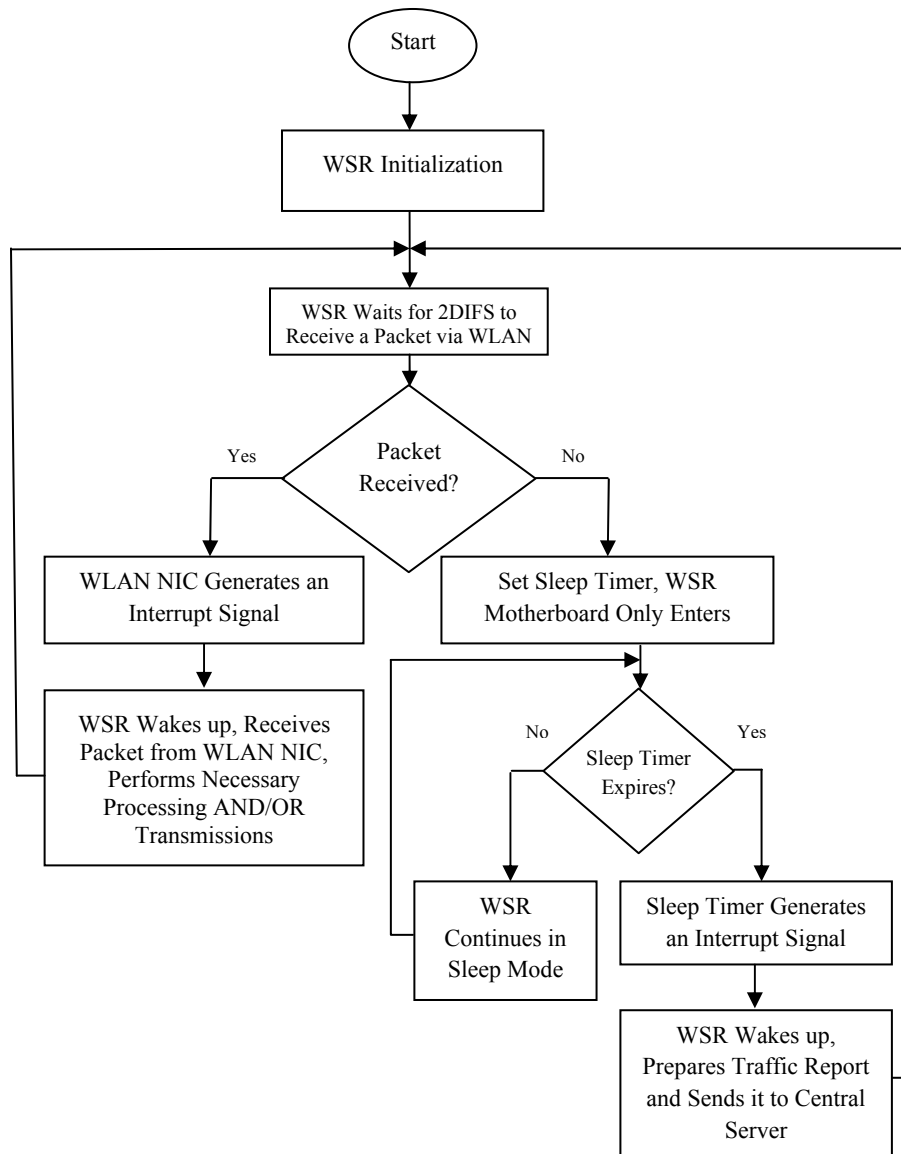 Start
WSR Initialization
WSR Waits for 2DIFS to
Receive a Packet via WLAN
Packet
Received?
Yes
No
WLAN NIC Generates an
Interrupt Signal
Set Sleep Timer, WSR
Motherboard Only Enters
WSR Wakes up, Receives
Packet from WLAN NIC,
Performs Necessary
Processing AND/OR
Transmissions
No
Yes
Sleep Timer
Expires?
WSR
Continues in
Sleep Mode
Sleep Timer Generates
an Interrupt Signal
WSR Wakes up,
Prepares Traffic Report
and Sends it to Central
Server